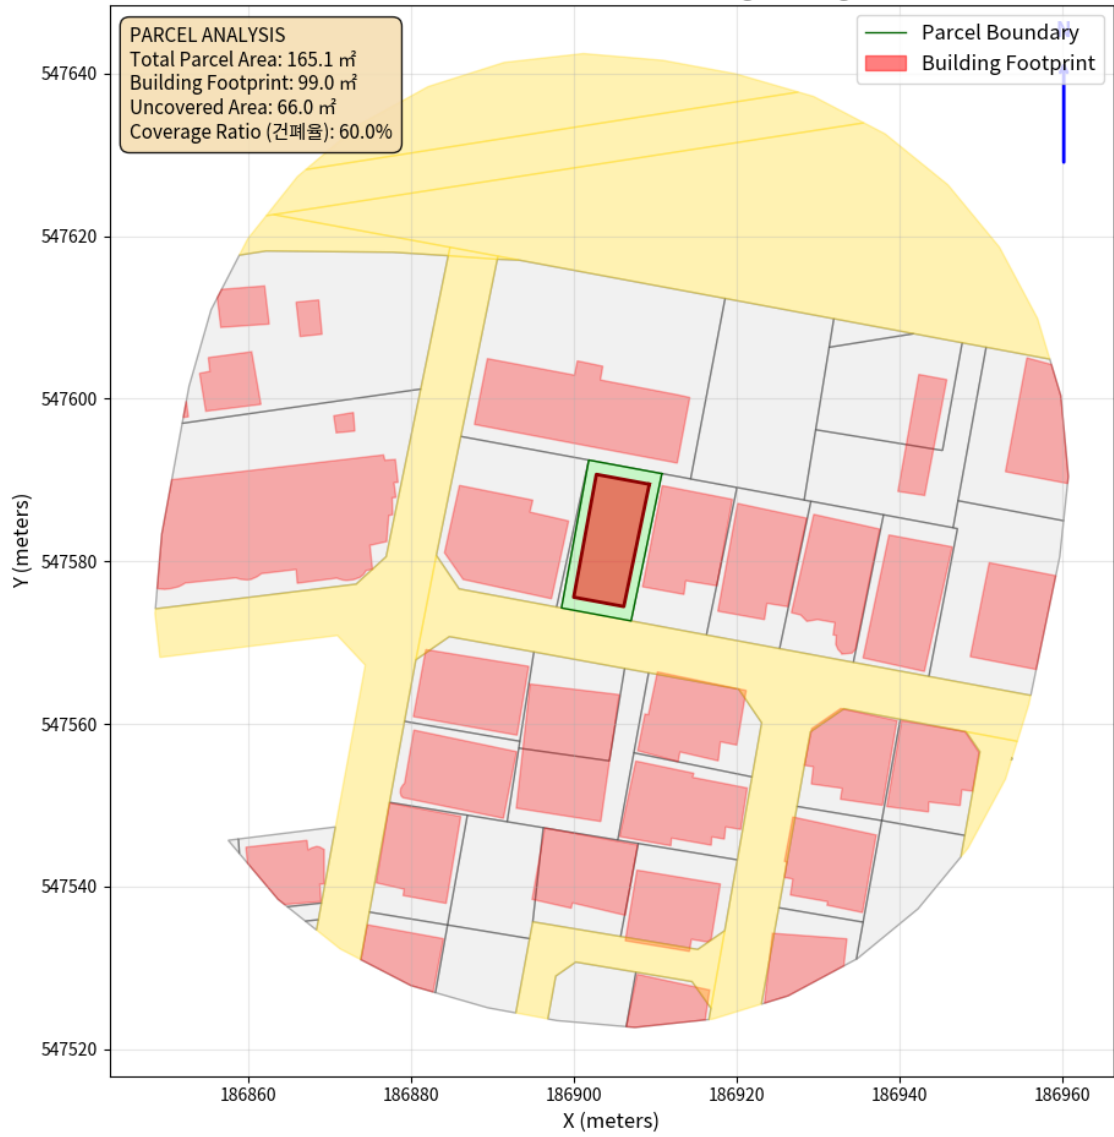 PARCEL ANALYSIS
Total Parcel Area: 165.1 ㎡
Building Footprint: 99.0 ㎡
Uncovered Area: 66.0 ㎡
Coverage Ratio (건폐율): 60.0%
Parcel Boundary
Building Footprint
N
547640
547620
547600
547580
547560
547540
547520
Y (meters)
186860
186880
186900
186920
186940
186960
X (meters)